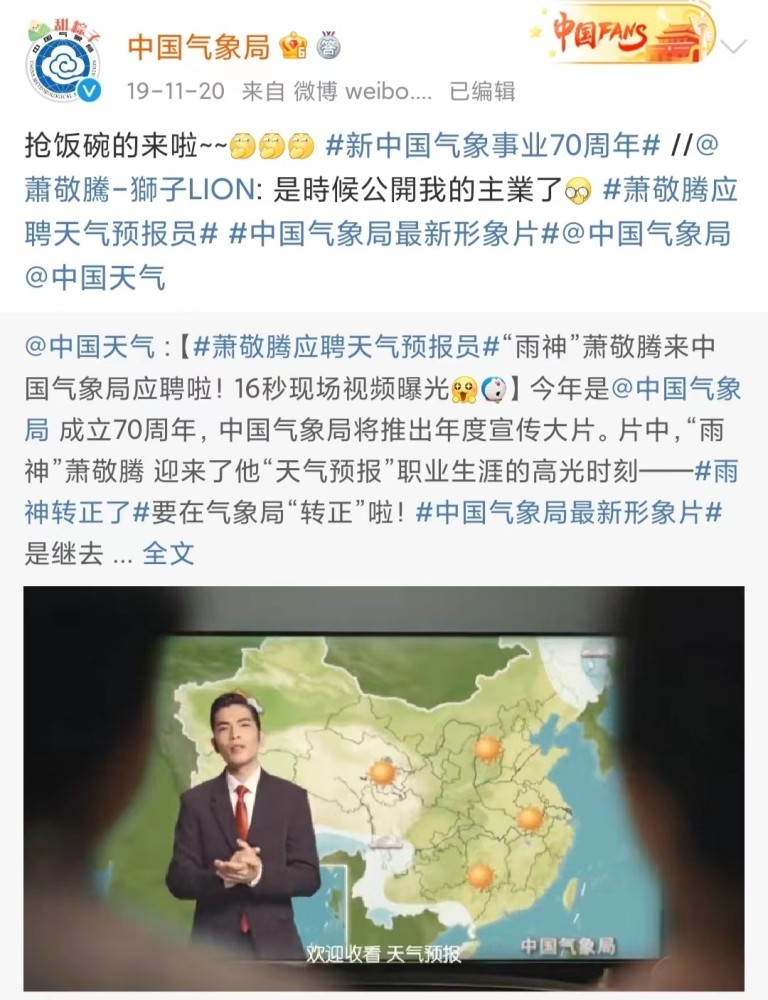 甜粽子
中国气象局
中国FANS
19-11-20 来自 微博 weibo.... 已编辑
抢饭碗的来啦~~ #新中国气象事业70周年# //@
蕭敬騰-獅子LION: 是時候公開我的主業了 #萧敬腾应
聘天气预报员# #中国气象局最新形象片#@中国气象局
@中国天气
@中国天气 :【#萧敬腾应聘天气预报员#“雨神”萧敬腾来中
国气象局应聘啦！16秒现场视频曝光】今年是@中国气象
局 成立70周年，中国气象局将推出年度宣传大片。片中，“雨
神”萧敬腾 迎来了他“天气预报”职业生涯的高光时刻——#雨
神转正了#要在气象局“转正”啦！#中国气象局最新形象片#
是继去 ... 全文
欢迎收看 天气预报
中国气象局